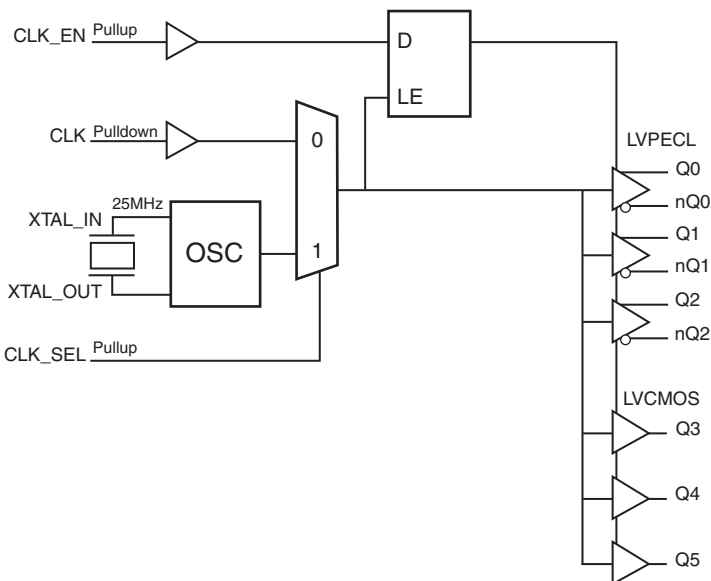 CLK_EN Pullup
D
LE
CLK Pulldown
0
LVPECL
Q0
nQ0
25MHz
XTAL_IN
OSC
1
Q1
nQ1
XTAL_OUT
Q2
nQ2
CLK_SEL Pullup
LVCMOS
Q3
Q4
Q5